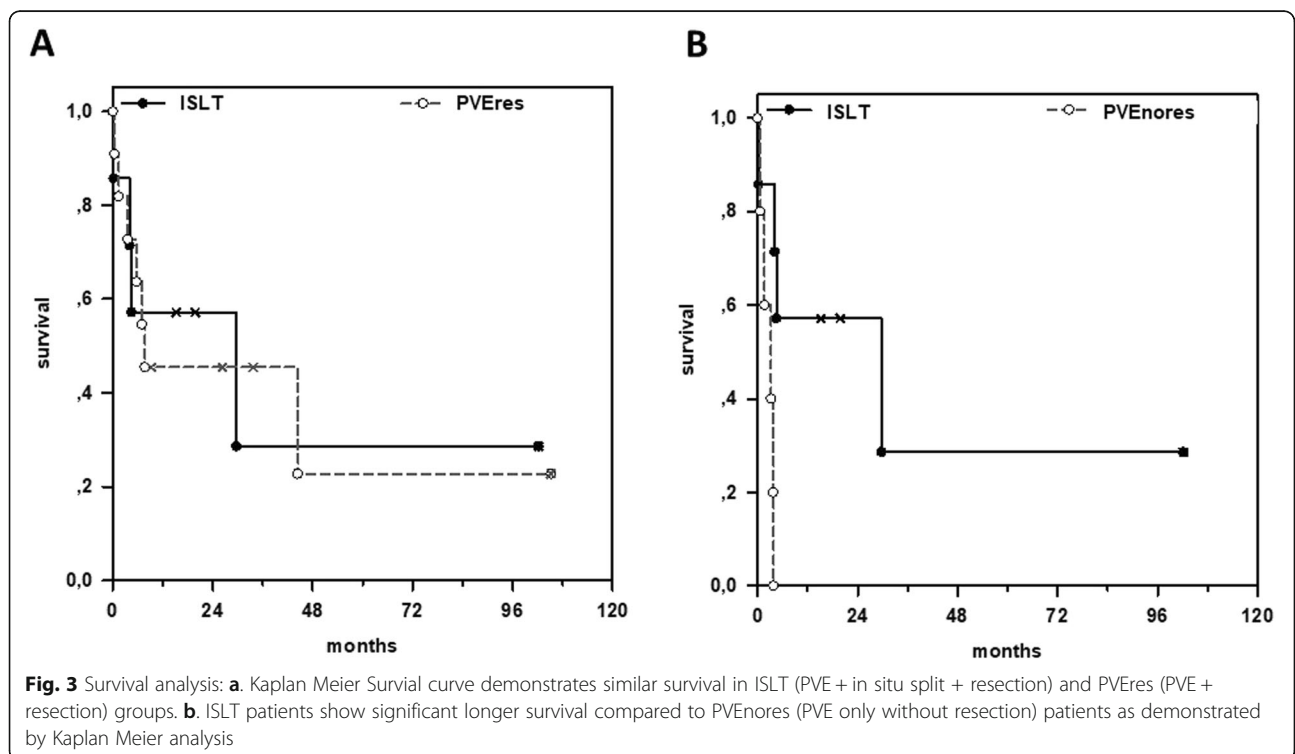 A
ISLT PVEres
1,0
,8
,6
,4
,2
0,0
survival
0 24 48 72 96 120
months
B
ISLT PVEnores
1,0
,8
,6
,4
,2
0,0
survival
0 24 48 72 96 120
months
Fig. 3 Survival analysis: a. Kaplan Meier Survial curve demonstrates similar survival in ISLT (PVE + in situ split + resection) and PVEres (PVE +
resection) groups. b. ISLT patients show significant longer survival compared to PVEnores (PVE only without resection) patients as demonstrated
by Kaplan Meier analysis